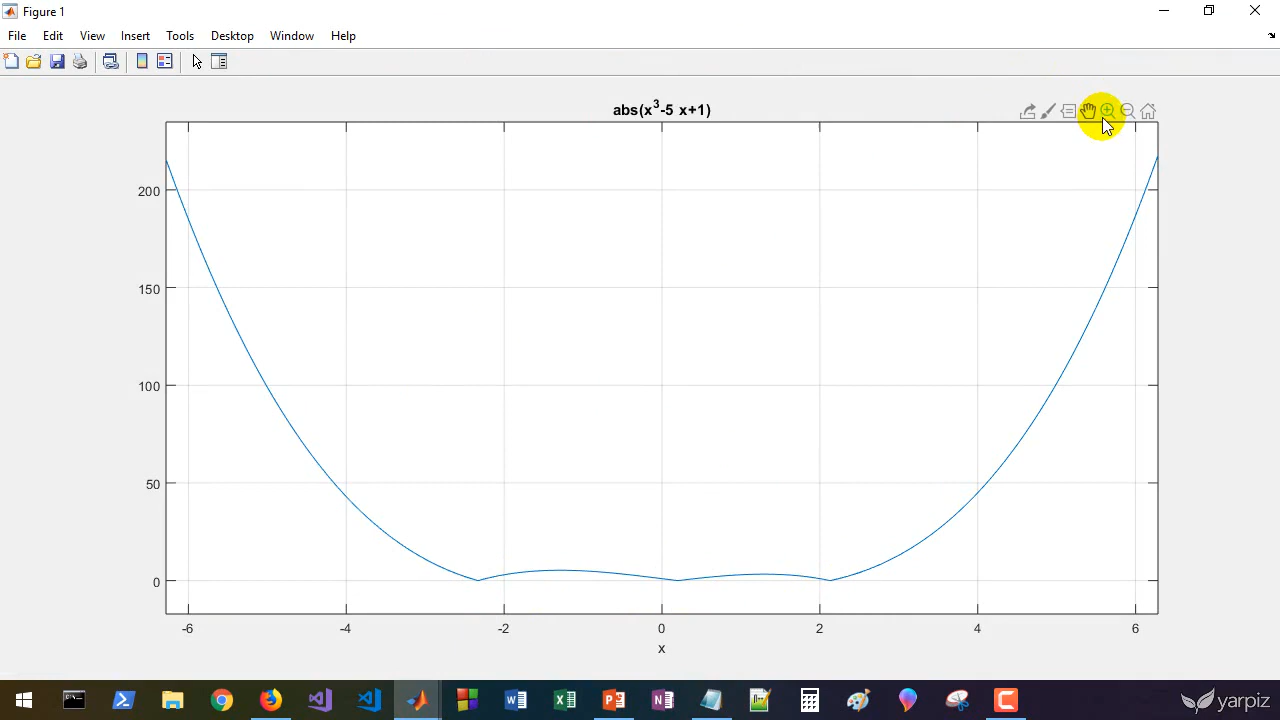 Figure 1
File Edit View Insert Tools Desktop Window Help
abs(x³-5 x+1)
200
150
100
50
0
-6 -4 -2 0 2 4 6
x
yarpiz